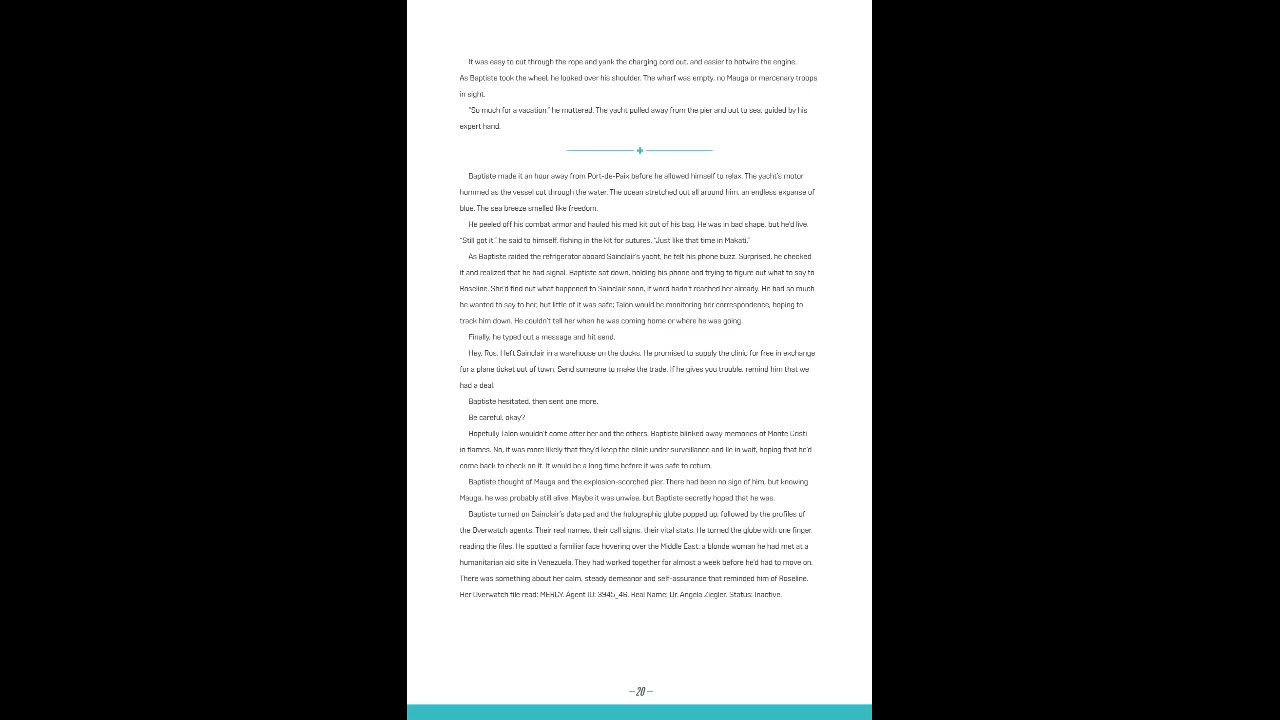 It was easy to cut through the rope and yank the charging cord out, and easier to hotwire the engine.
As Baptiste took the wheel, he looked over his shoulder. The wharf was empty, no Mauga or mercenary troops
in sight.
"So much for a vacation," he muttered. The yacht pulled away from the pier and out to sea, guided by his
expert hand.
Baptiste made it an hour away from Port-de-Paix before he allowed himself to relax. The yacht's motor
hummed as the vessel cut through the water. The ocean stretched out all around him, an endless expanse of
blue. The sea breeze smelled like freedom.
He peeled off his combat armor and hauled his med kit out of his bag. He was in bad shape, but he'd live.
"Still got it," he said to himself, fishing in the kit for sutures. "Just like that time in Makati."
As Baptiste raided the refrigerator aboard Sainclair's yacht, he felt his phone buzz. Surprised, he checked
it and realized that he had signal. Baptiste sat down, holding his phone and trying to figure out what to say to
Roseline. She'd find out what happened to Sainclair soon, if word hadn't reached her already. He had so much
he wanted to say to her, but little of it was safe; Talon would be monitoring her correspondence, hoping to
track him down. He couldn't tell her when he was coming home or where he was going.
Finally, he typed out a message and hit send.
Hey, Ros. I left Sainclair in a warehouse on the docks. He promised to supply the clinic for free in exchange
for a plane ticket out of town. Send someone to make the trade. If he gives you trouble, remind him that we
had a deal.
Baptiste hesitated, then sent one more.
Be careful, okay?
Hopefully Talon wouldn't come after her and the others. Baptiste blinked away memories of Monte Cristi
in flames. No, it was more likely that they'd keep the clinic under surveillance and lie in wait, hoping that he'd
come back to check on it. It would be a long time before it was safe to return.
Baptiste thought of Mauga and the explosion-scorched pier. There had been no sign of him, but knowing
Mauga, he was probably still alive. Maybe it was unwise, but Baptiste secretly hoped that he was.
Baptiste turned on Sainclair's data pad and the holographic globe popped up, followed by the profiles of
the Overwatch agents. Their real names, their call signs, their vital stats. He turned the globe with one finger,
reading the files. He spotted a familiar face hovering over the Middle East: a blonde woman he had met at a
humanitarian aid site in Venezuela. They had worked together for almost a week before he'd had to move on.
There was something about her calm, steady demeanor and self-assurance that reminded him of Roseline.
Her Overwatch file read: MERCY. Agent ID: 3945_46. Real Name: Dr. Angela Ziegler. Status: Inactive.
– 20 –